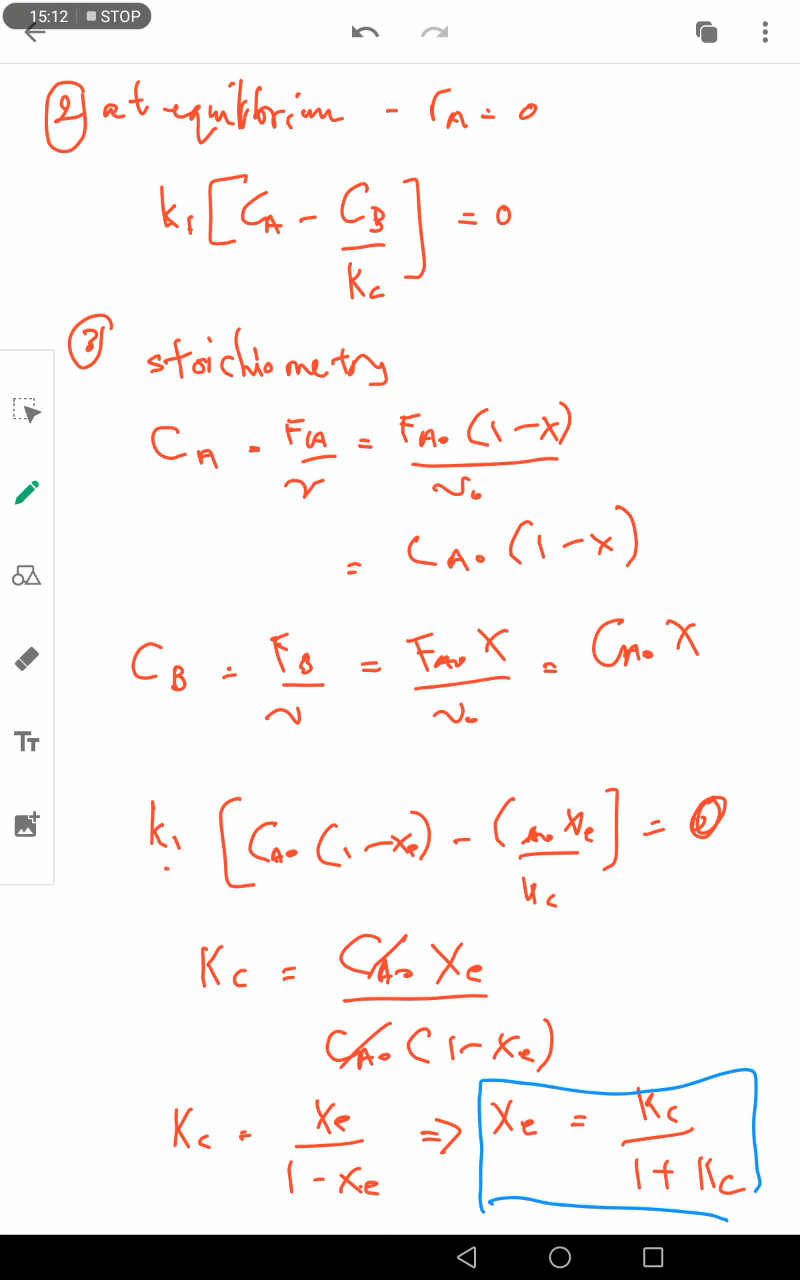 15:12 STOP
② at equilibrium - rA = 0
k1 [ CA - CB / Kc ] = 0
③ stoichiometry
CA = FA / v = FA0 (1-X) / v0
= CA0 (1-X)
CB = FB / v = FA0 X / v0 = CA0 X
k1 [ CA0 (1-Xe) - CA0 Xe / Kc ] = 0
Kc = CA0 Xe / CA0 (1-Xe)
Kc = Xe / 1-Xe => Xe = Kc / 1+Kc
Tт